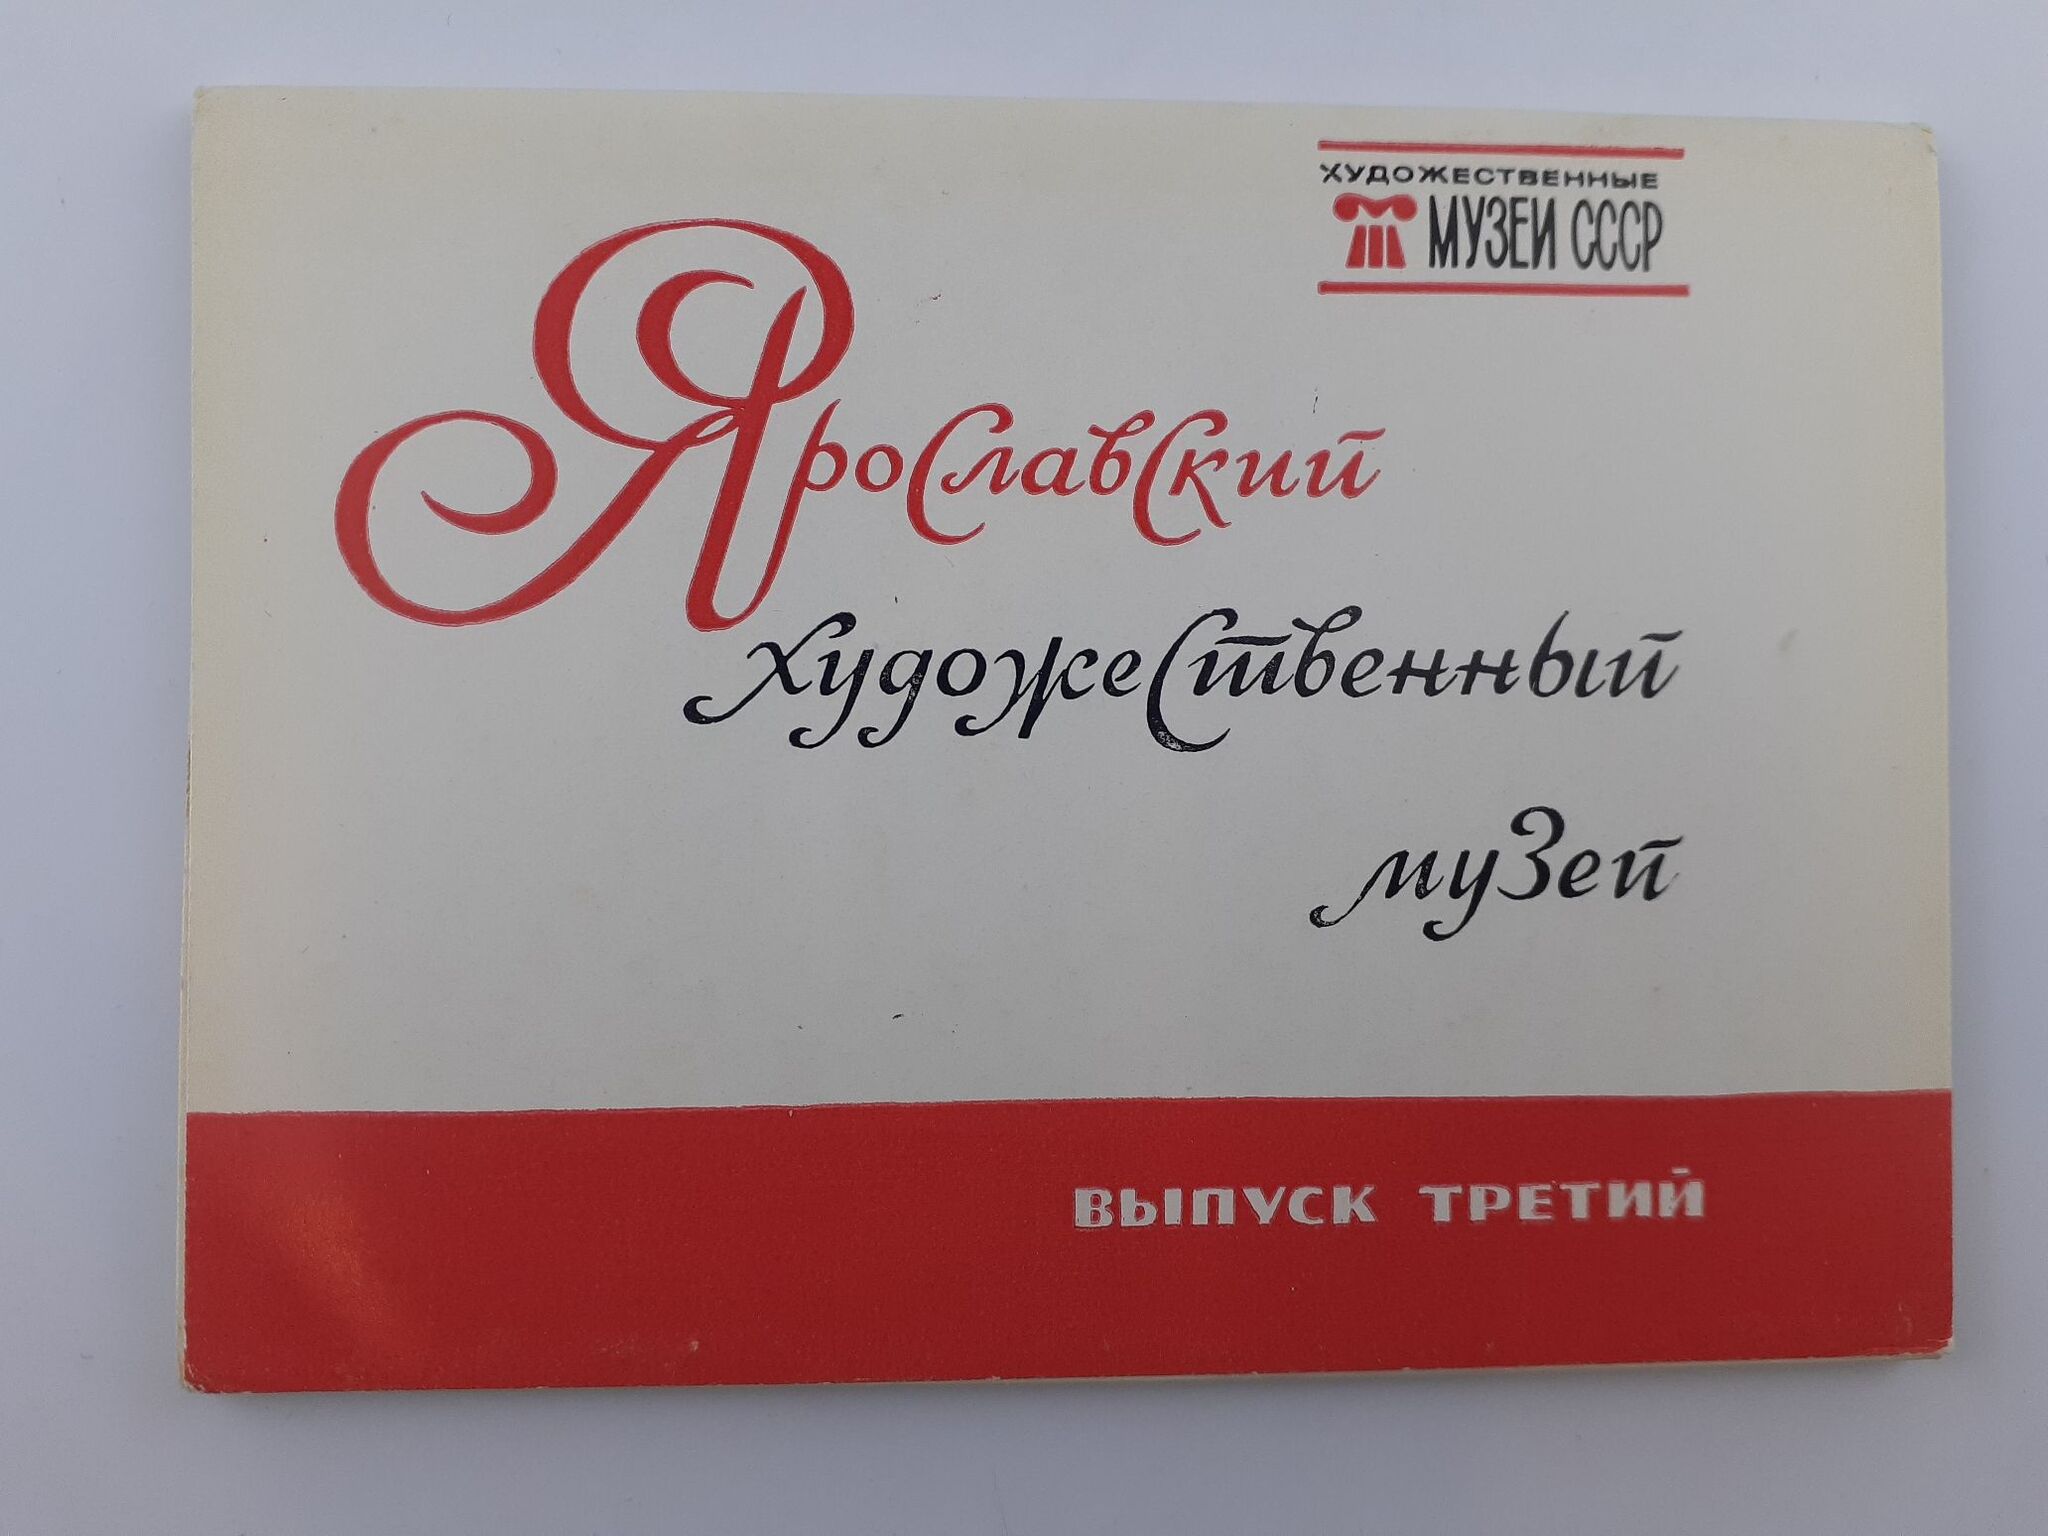 ХУДОЖЕСТВЕННЫЕ
МУЗЕИ СССР
Ярославский
художественный
музей
ВЫПУСК ТРЕТИЙ